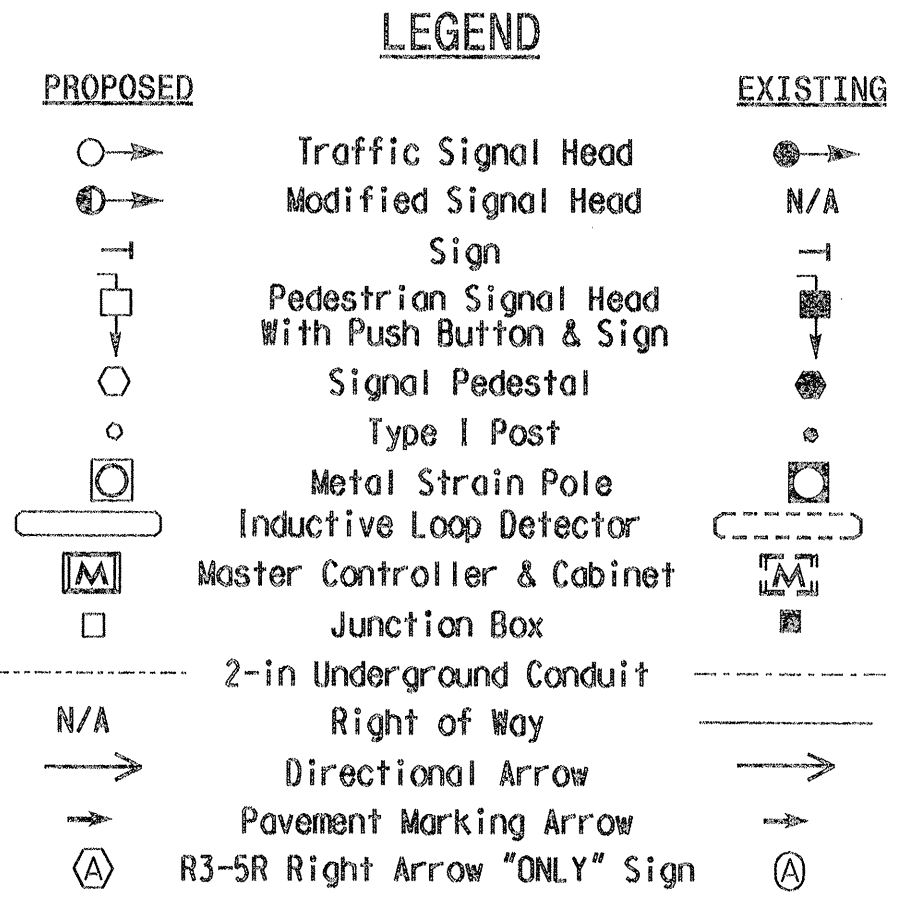 LEGEND
PROPOSED EXISTING
Traffic Signal Head
Modified Signal Head N/A
Sign
Pedestrian Signal Head
With Push Button & Sign
Signal Pedestal
Type I Post
Metal Strain Pole
Inductive Loop Detector
M Master Controller & Cabinet M
Junction Box
2-in Underground Conduit
N/A Right of Way
Directional Arrow
Pavement Marking Arrow
A R3-5R Right Arrow "ONLY" Sign A